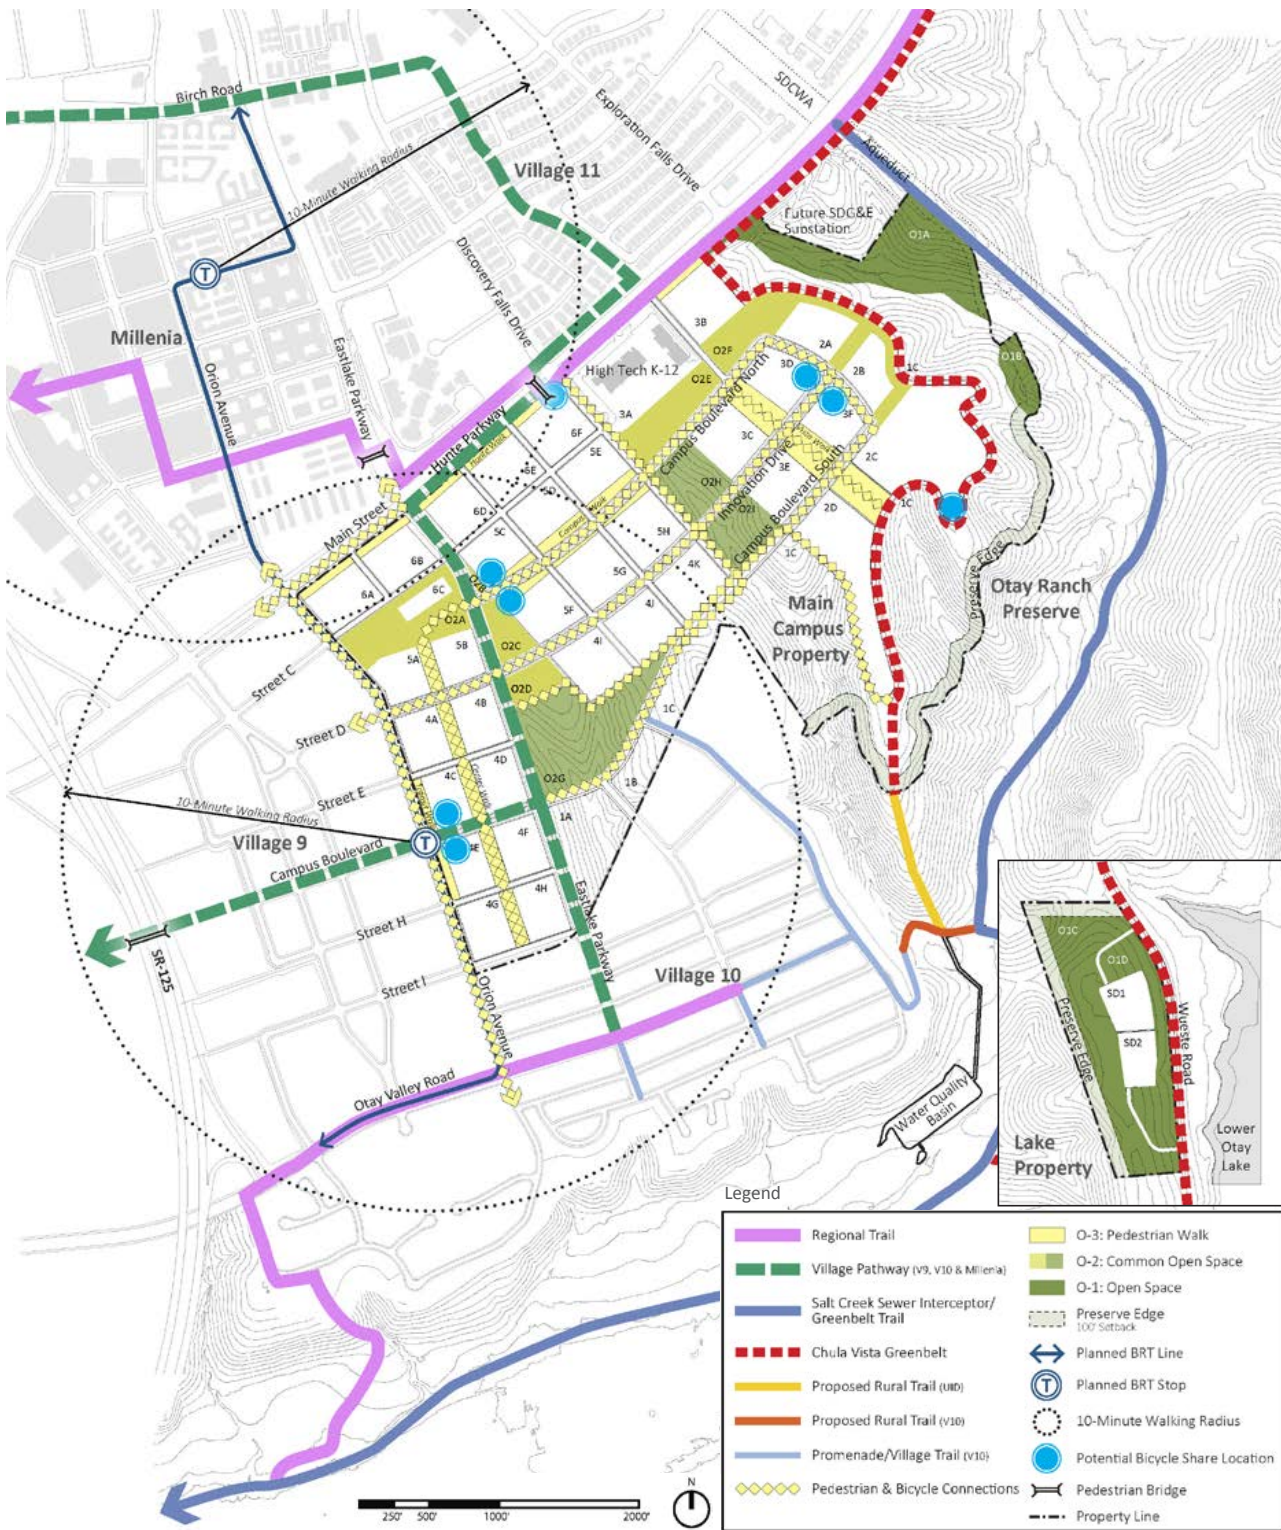 Birch Road
SDCWA
Exploration Falls Drive
Aqueduct
10-Minute Walking Radius
Village 11
Future SDG&E
Substation
O1A
Discovery Falls Drive
T
Millenia
3B
2A
O1B
O2F
Eastlake Parkway
High Tech K-12
3D
2B
1C
O2E
Orion Avenue
Campus Boulevard North
3A
3F
Hunte Parkway
6F
3C
Hunte Walk
5E
Innovation Drive
3E
2C
6E
O2H
Campus Boulevard South
5D
O2I
2D
1C
6D
Campus Walk
Main Street
5C
5H
1C
Preserve Edge
6B
4K
Otay Ranch
Preserve
5G
6A
6C
O2B
Main
Campus
Property
5F
4J
O2A
4I
5B
O2C
5A
Street C
O2D
4B
4A
1C
Street D
4D
O2G
4C
Center Walk
1B
Street E
10-Minute Walking Radius
1A
Village 9
T
4F
Campus Boulevard
4E
4H
Eastlake Parkway
4G
Street H
SR-125
Village 10
Street I
Orion Avenue
Otay Valley Road
Water Quality
Basin
O1C
O1D
SD1
SD2
Preserve Edge
Wueste Road
Lake
Property
Lower
Otay
Lake
Legend
Regional Trail
Village Pathway (V9, V10 & Millenia)
Salt Creek Sewer Interceptor/
Greenbelt Trail
Chula Vista Greenbelt
Proposed Rural Trail (UID)
Proposed Rural Trail (V10)
Promenade/Village Trail (V10)
Pedestrian & Bicycle Connections
O-3: Pedestrian Walk
O-2: Common Open Space
O-1: Open Space
Preserve Edge
100' Setback
Planned BRT Line
T
Planned BRT Stop
10-Minute Walking Radius
Potential Bicycle Share Location
Pedestrian Bridge
Property Line
N
250'
500'
1000'
2000'